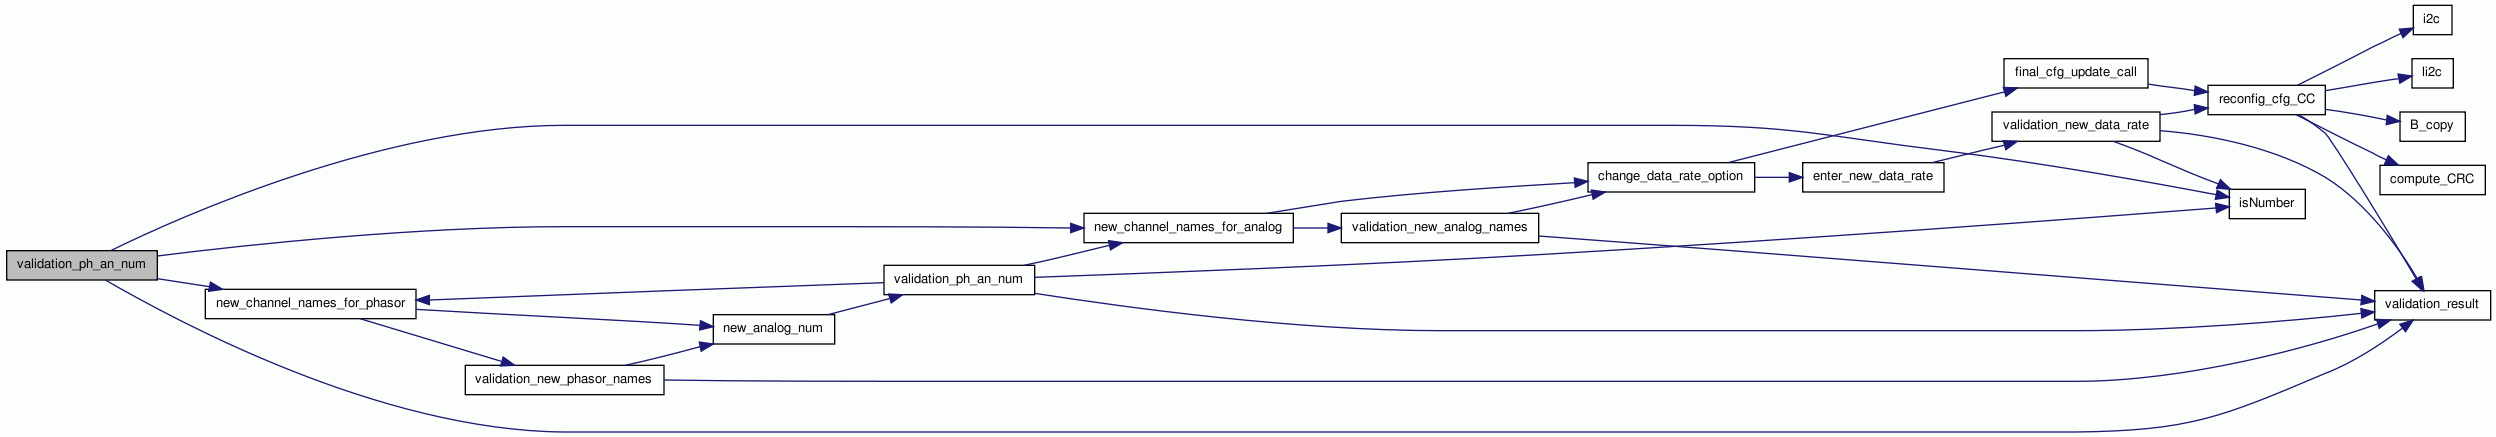 i2c
li2c
final_cfg_update_call
reconfig_cfg_CC
B_copy
validation_new_data_rate
compute_CRC
change_data_rate_option
enter_new_data_rate
isNumber
new_channel_names_for_analog
validation_new_analog_names
validation_ph_an_num
validation_ph_an_num
new_channel_names_for_phasor
validation_result
new_analog_num
validation_new_phasor_names